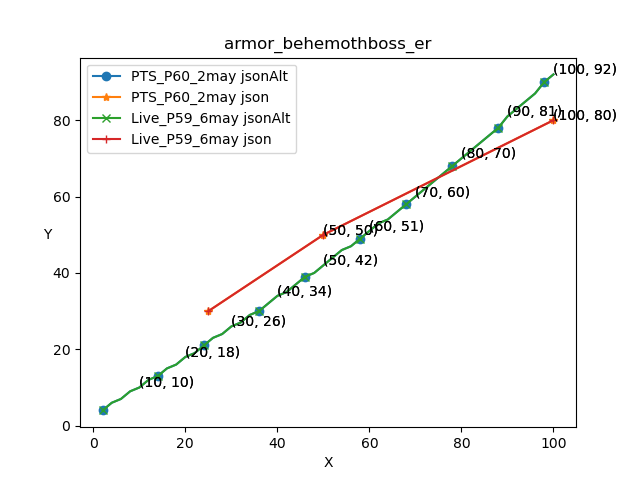 armor_behemothboss_er
PTS_P60_2may jsonAlt
PTS_P60_2may json
Live_P59_6may jsonAlt
Live_P59_6may json
(100, 92)
(90, 81)
(100, 80)
(80, 70)
(70, 60)
(50, 50)
(60, 51)
(50, 42)
(40, 34)
(30, 26)
(20, 18)
(10, 10)
Y
80
60
40
20
0
0 20 40 60 80 100
X